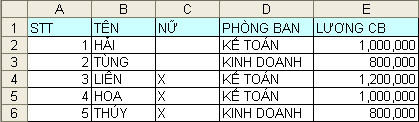 A B C D E
1 STT TÊN NỮ PHÒNG BAN LƯƠNG CB
2 1 HẢI KẾ TOÁN 1,000,000
3 2 TÙNG KINH DOANH 800,000
4 3 LIÊN X KẾ TOÁN 1,200,000
5 4 HOA X KẾ TOÁN 1,000,000
6 5 THỦY X KINH DOANH 800,000